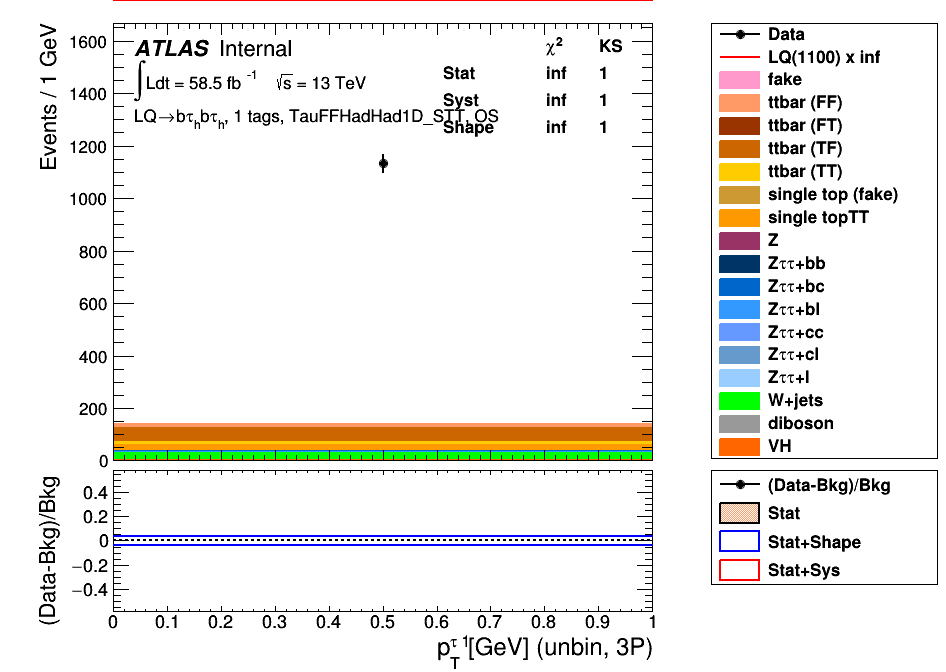 ATLAS Internal
∫Ldt = 58.5 fb⁻¹ √s = 13 TeV
LQ→bτₕbτₕ, 1 tags, TauFFHadHad1D_STT, OS
χ² KS
Stat inf 1
Syst inf 1
Shape inf 1
Events / 1 GeV
1600
1400
1200
1000
800
600
400
200
0
Data
LQ(1100) x inf
fake
ttbar (FF)
ttbar (FT)
ttbar (TF)
ttbar (TT)
single top (fake)
single topTT
Z
Zττ+bb
Zττ+bc
Zττ+bl
Zττ+cc
Zττ+cl
Zττ+l
W+jets
diboson
VH
(Data-Bkg)/Bkg
0.4
0.2
0
−0.2
−0.4
0 0.1 0.2 0.3 0.4 0.5 0.6 0.7 0.8 0.9 1
p_T^τ1[GeV] (unbin, 3P)
(Data-Bkg)/Bkg
Stat
Stat+Shape
Stat+Sys